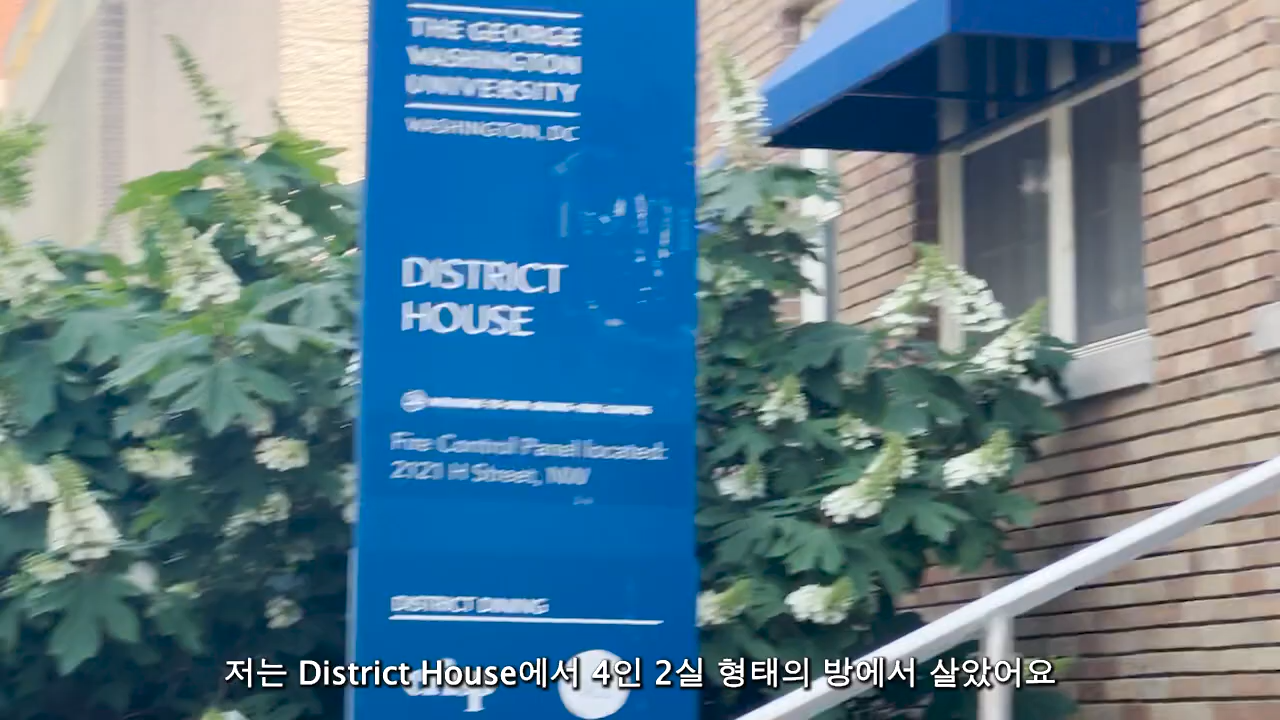 THE GEORGE
WASHINGTON
UNIVERSITY
WASHINGTON, DC
DISTRICT
HOUSE
Fire Control Panel located:
2121 H Street, NW
DISTRICT DINING
저는 District House에서 4인 2실 형태의 방에서 살았어요